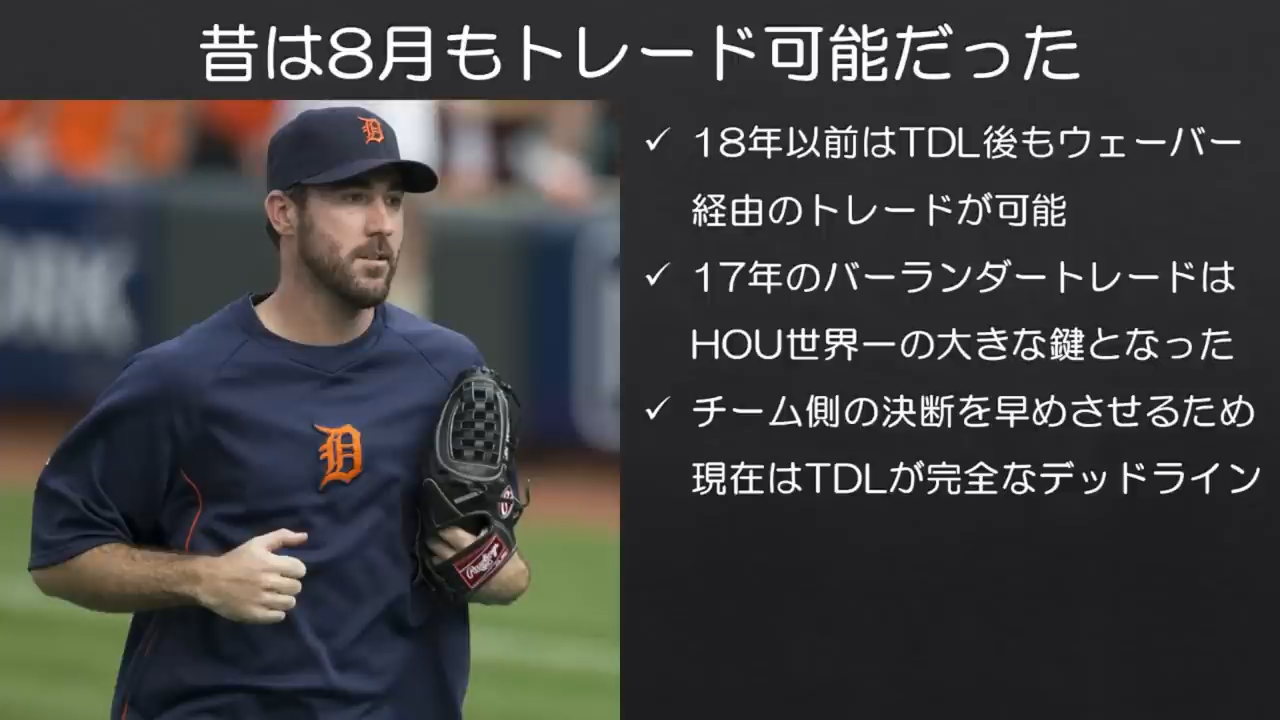 昔は8月もトレード可能だった
✓ 18年以前はTDL後もウェーバー
経由のトレードが可能
✓ 17年のバーランダートレードは
HOU世界一の大きな鍵となった
✓ チーム側の決断を早めさせるため
現在はTDLが完全なデッドライン
D
D
Rawlings